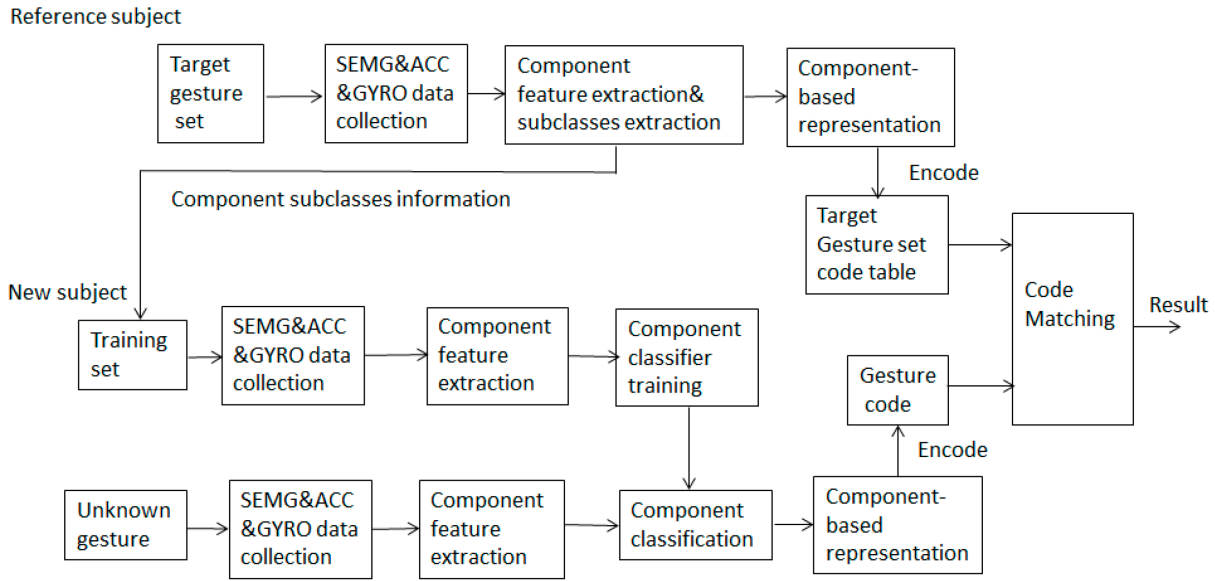 Reference subject
Target
gesture
set
SEMG&ACC
&GYRO data
collection
Component
feature extraction&
subclasses extraction
Component-
based
representation
Encode
Component subclasses information
Target
Gesture set
code table
Code
Matching
Result
New subject
Training
set
SEMG&ACC
&GYRO data
collection
Component
feature
extraction
Component
classifier
training
Gesture
code
Encode
Unknown
gesture
SEMG&ACC
&GYRO data
collection
Component
feature
extraction
Component
classification
Component-
based
representation